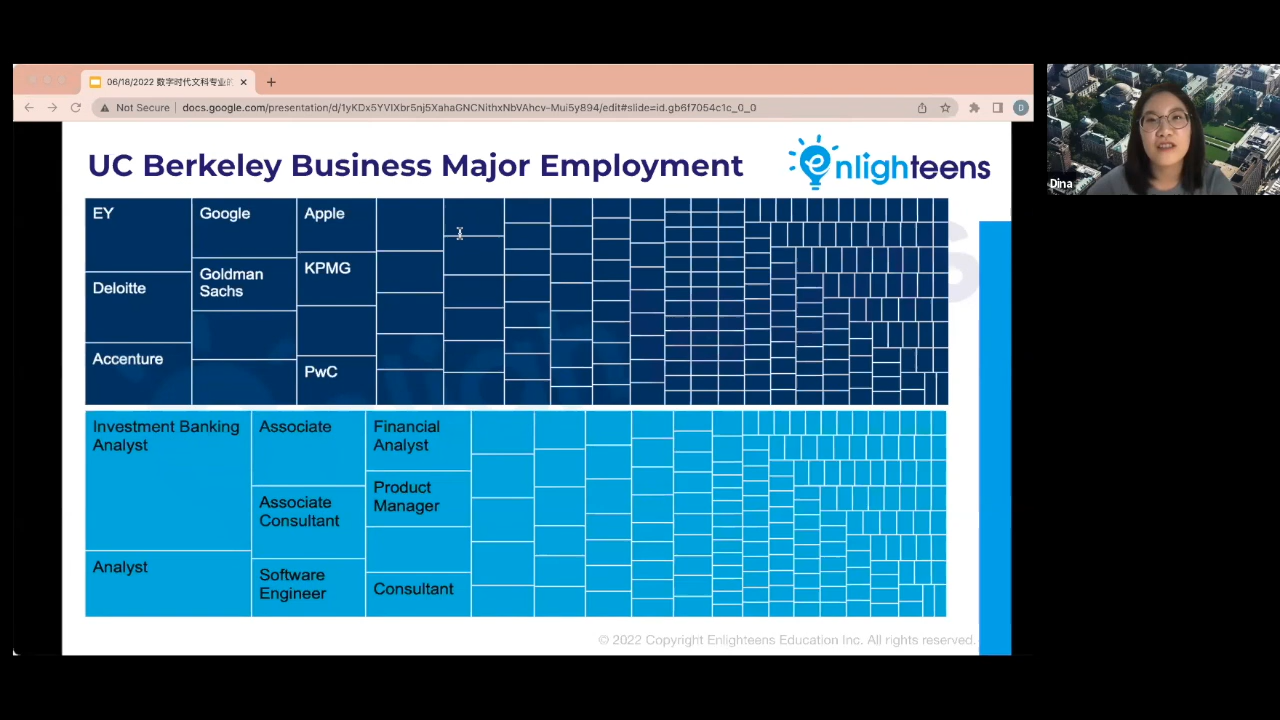 06/18/2022 数字时代文科专业的
Not Secure
docs.google.com/presentation/d/1yKDx5YVIXbr5nj5XahaGNCNithxNbVAhcv-Mui5y894/edit#slide=id.gb6f7054c1c_0_0
D
UC Berkeley Business Major Employment
enlighteens
EY
Google
Apple
Deloitte
Goldman
Sachs
KPMG
Accenture
PwC
Investment Banking
Analyst
Associate
Financial
Analyst
Associate
Consultant
Product
Manager
Analyst
Software
Engineer
Consultant
© 2022 Copyright Enlighteens Education Inc. All rights reserved.
Dina